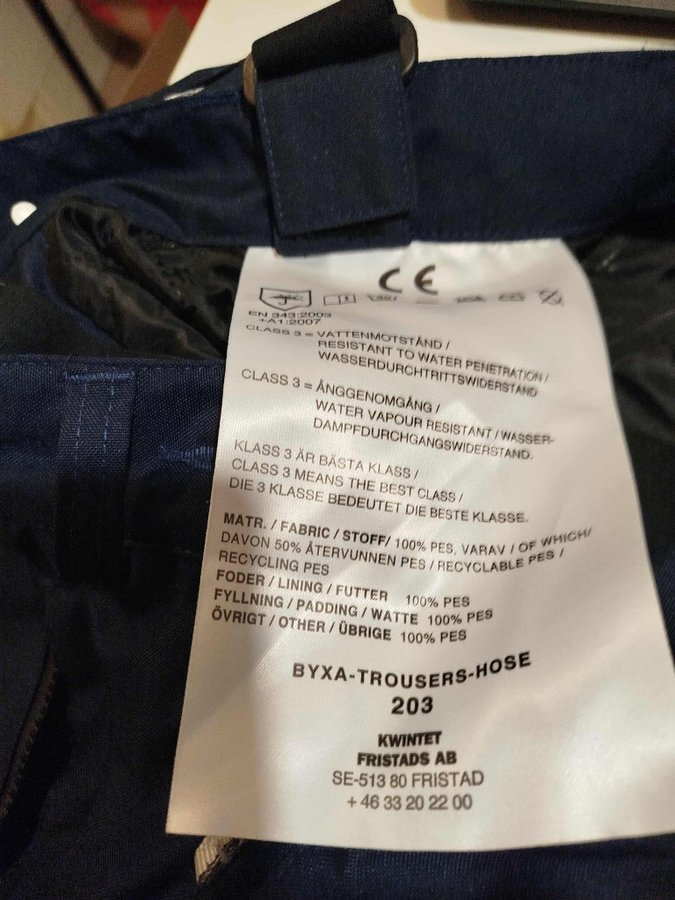 CE
EN 343:2003
+A1:2007
CLASS 3 = VATTENMOTSTÅND /
RESISTANT TO WATER PENETRATION /
WASSERDURCHTRITTSWIDERSTAND
CLASS 3 = ÅNGGENOMGÅNG /
WATER VAPOUR RESISTANT / WASSER-
DAMPFDURCHGANGSWIDERSTAND.
KLASS 3 ÄR BÄSTA KLASS /
CLASS 3 MEANS THE BEST CLASS /
DIE 3 KLASSE BEDEUTET DIE BESTE KLASSE.
MATR. / FABRIC / STOFF/ 100% PES, VARAV / OF WHICH/
DAVON 50% ÅTERVUNNEN PES / RECYCLABLE PES /
RECYCLING PES
FODER / LINING / FUTTER 100% PES
FYLLNING / PADDING / WATTE 100% PES
ÖVRIGT / OTHER / ÜBRIGE 100% PES
BYXA-TROUSERS-HOSE
203
KWINTET
FRISTADS AB
SE-513 80 FRISTAD
+ 46 33 20 22 00